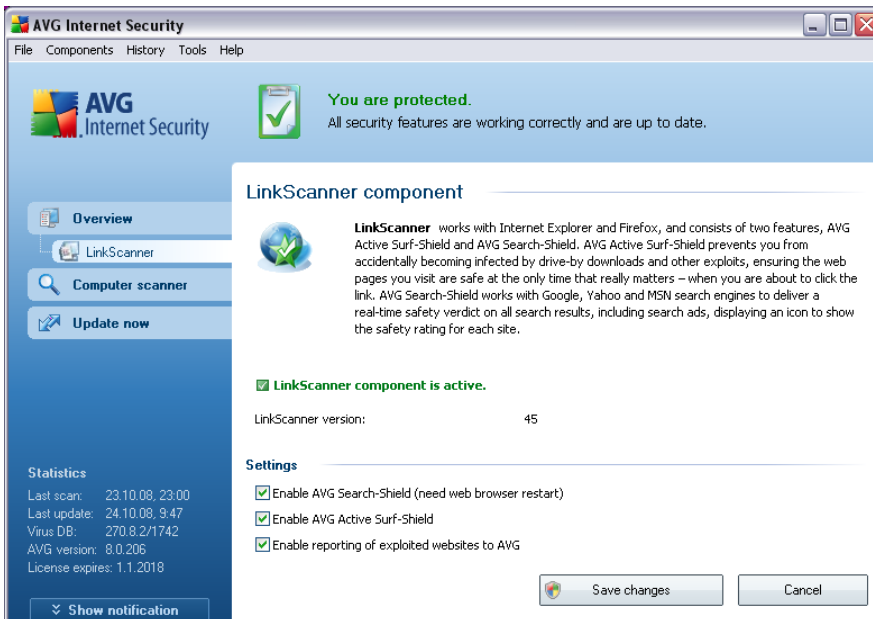 AVG Internet Security
File Components History Tools Help
AVG
Internet Security
You are protected.
All security features are working correctly and are up to date.
Overview
LinkScanner
Computer scanner
Update now
LinkScanner component
LinkScanner works with Internet Explorer and Firefox, and consists of two features, AVG
Active Surf-Shield and AVG Search-Shield. AVG Active Surf-Shield prevents you from
accidentally becoming infected by drive-by downloads and other exploits, ensuring the web
pages you visit are safe at the only time that really matters – when you are about to click the
link. AVG Search-Shield works with Google, Yahoo and MSN search engines to deliver a
real-time safety verdict on all search results, including search ads, displaying an icon to show
the safety rating for each site.
LinkScanner component is active.
LinkScanner version: 45
Settings
Enable AVG Search-Shield (need web browser restart)
Enable AVG Active Surf-Shield
Enable reporting of exploited websites to AVG
Save changes Cancel
Statistics
Last scan: 23.10.08, 23:00
Last update: 24.10.08, 9:47
Virus DB: 270.8.2/1742
AVG version: 8.0.206
License expires: 1.1.2018
Show notification